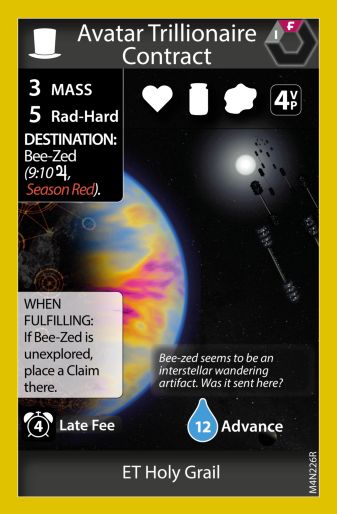 Avatar Trillionaire
Contract
I F
3 MASS
5 Rad-Hard
4 VP
DESTINATION:
Bee-Zed
(9:10 ♃,
Season Red).
WHEN
FULFILLING:
If Bee-Zed is
unexplored,
place a Claim
there.
Bee-zed seems to be an
interstellar wandering
artifact. Was it sent here?
4 Late Fee
12 Advance
ET Holy Grail
M4N226R